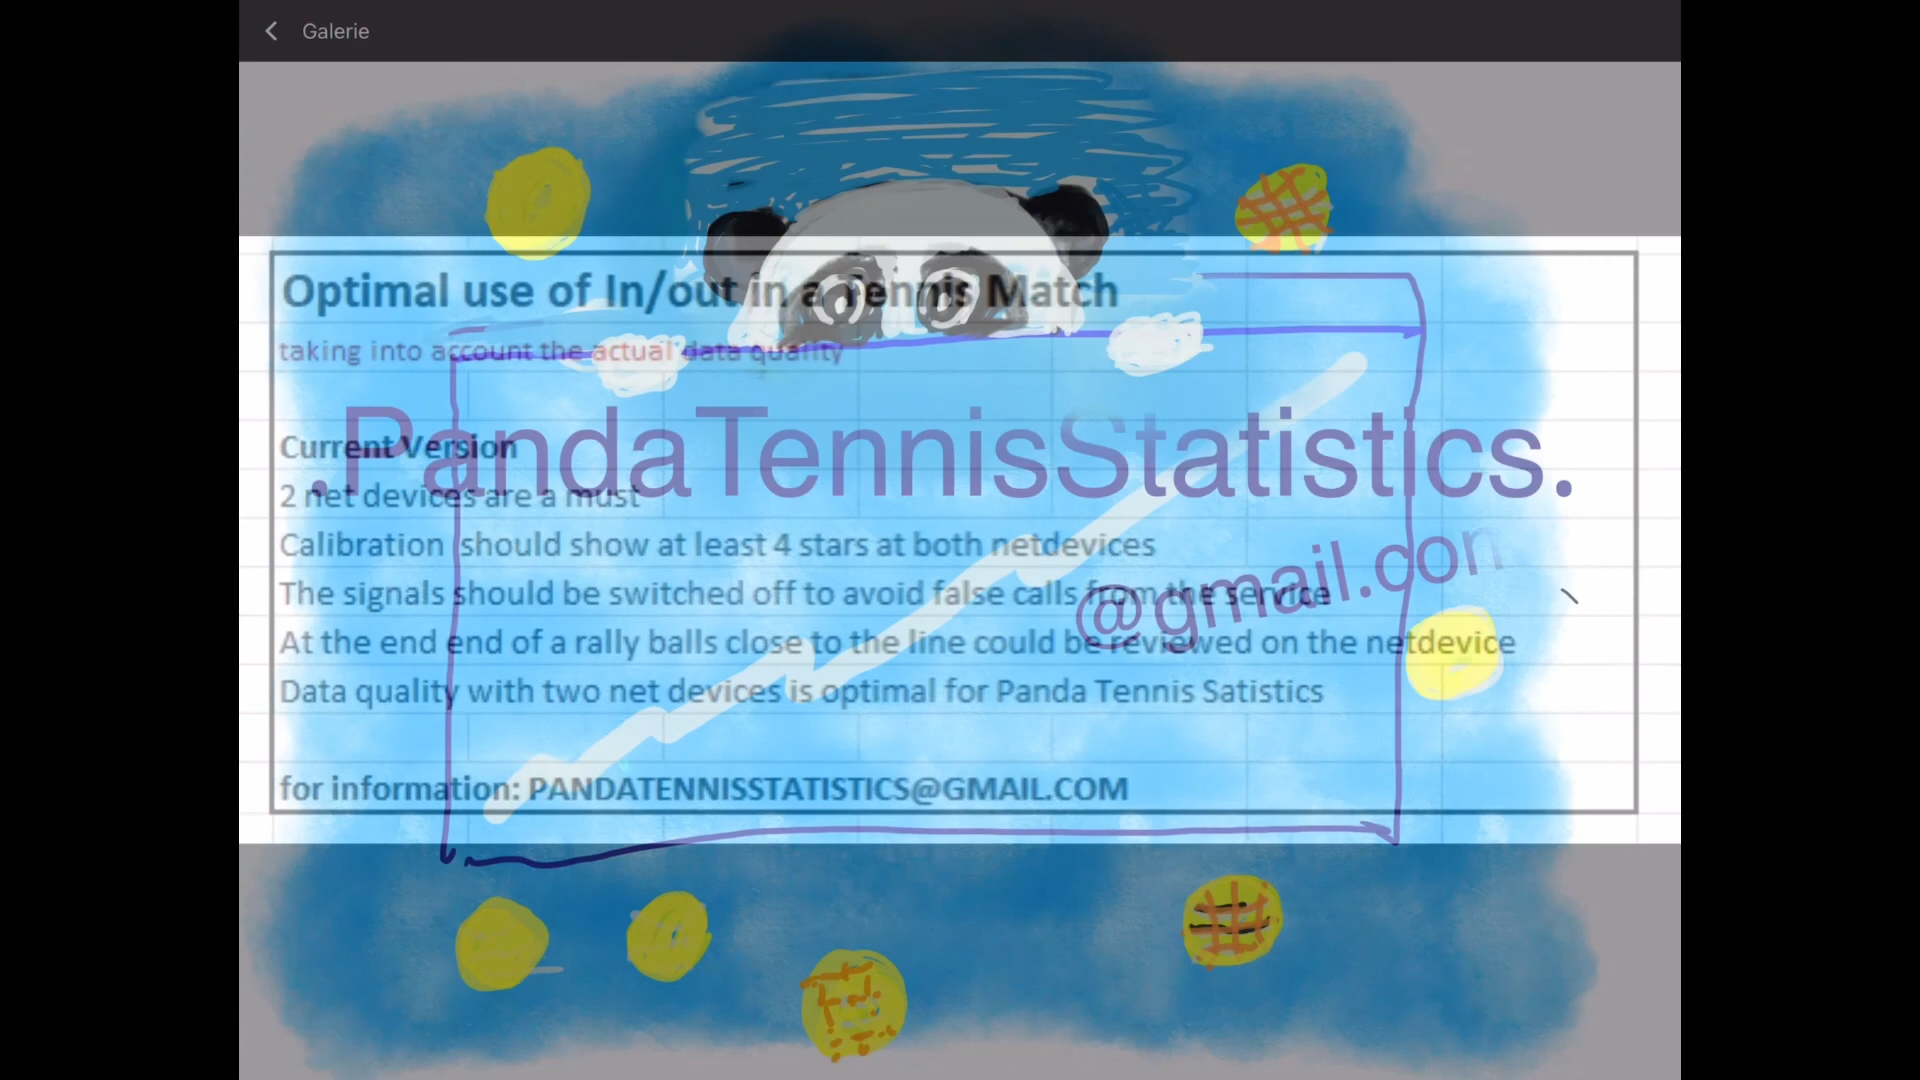 Galerie
Optimal use of In/out in a Tennis Match
taking into account the actual data quality
Current Version
.PandaTennisStatistics.
2 net devices are a must
Calibration should show at least 4 stars at both netdevices
@gmail.com
The signals should be switched off to avoid false calls from the service
At the end end of a rally balls close to the line could be reviewed on the netdevice
Data quality with two net devices is optimal for Panda Tennis Satistics
for information: PANDATENNISSTATISTICS@GMAIL.COM